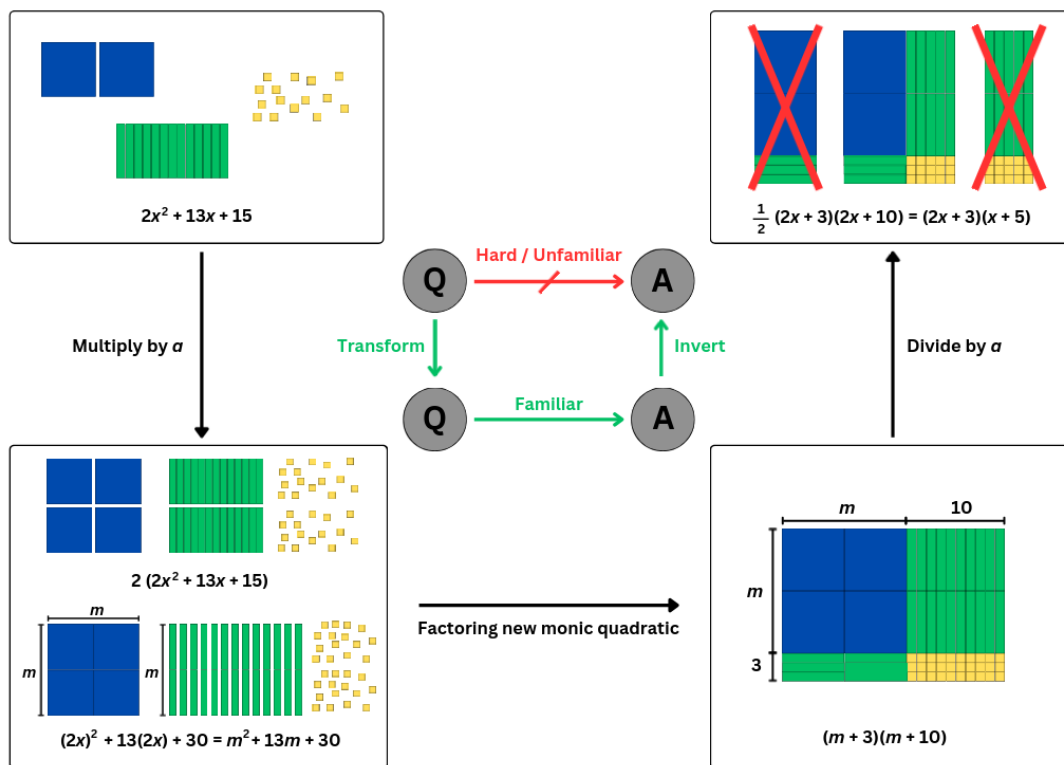 2x² + 13x + 15
1/2 (2x + 3)(2x + 10) = (2x + 3)(x + 5)
Q
Hard / Unfamiliar
A
Multiply by a
Transform
Invert
Divide by a
Q
Familiar
A
2 (2x² + 13x + 15)
m
m
m
(2x)² + 13(2x) + 30 = m² + 13m + 30
Factoring new monic quadratic
m
10
m
3
(m + 3)(m + 10)